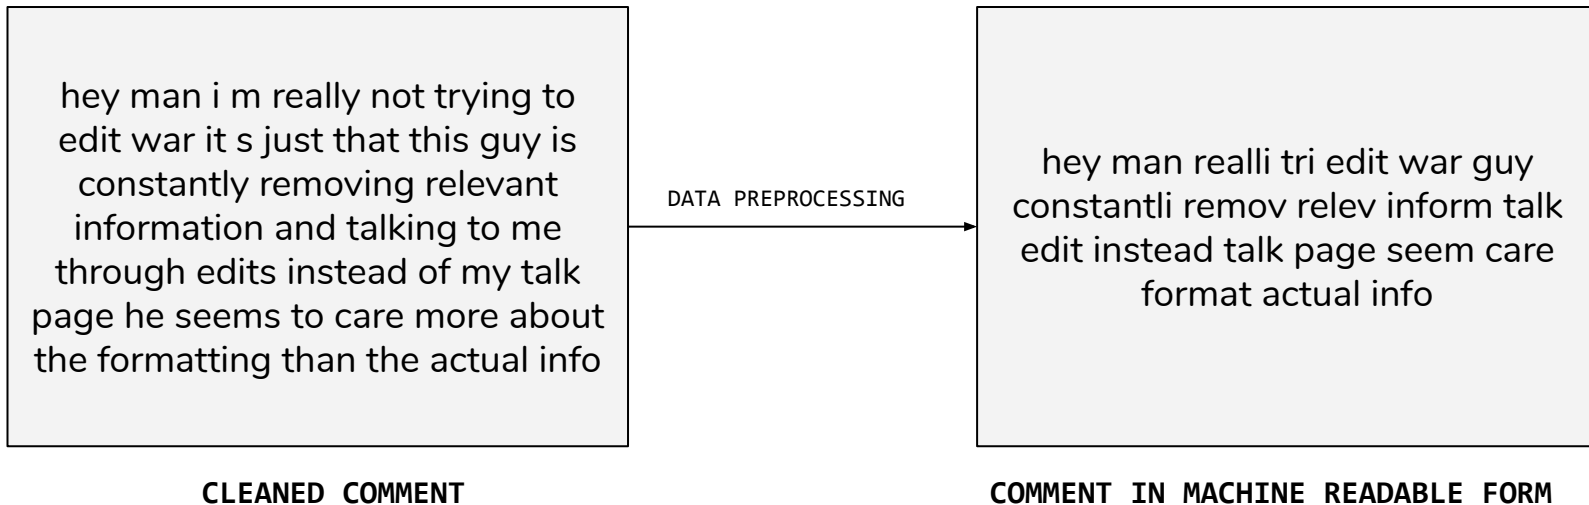 hey man i m really not trying to
edit war it s just that this guy is
constantly removing relevant
information and talking to me
through edits instead of my talk
page he seems to care more about
the formatting than the actual info
DATA PREPROCESSING
hey man realli tri edit war guy
constantli remov relev inform talk
edit instead talk page seem care
format actual info
CLEANED COMMENT
COMMENT IN MACHINE READABLE FORM